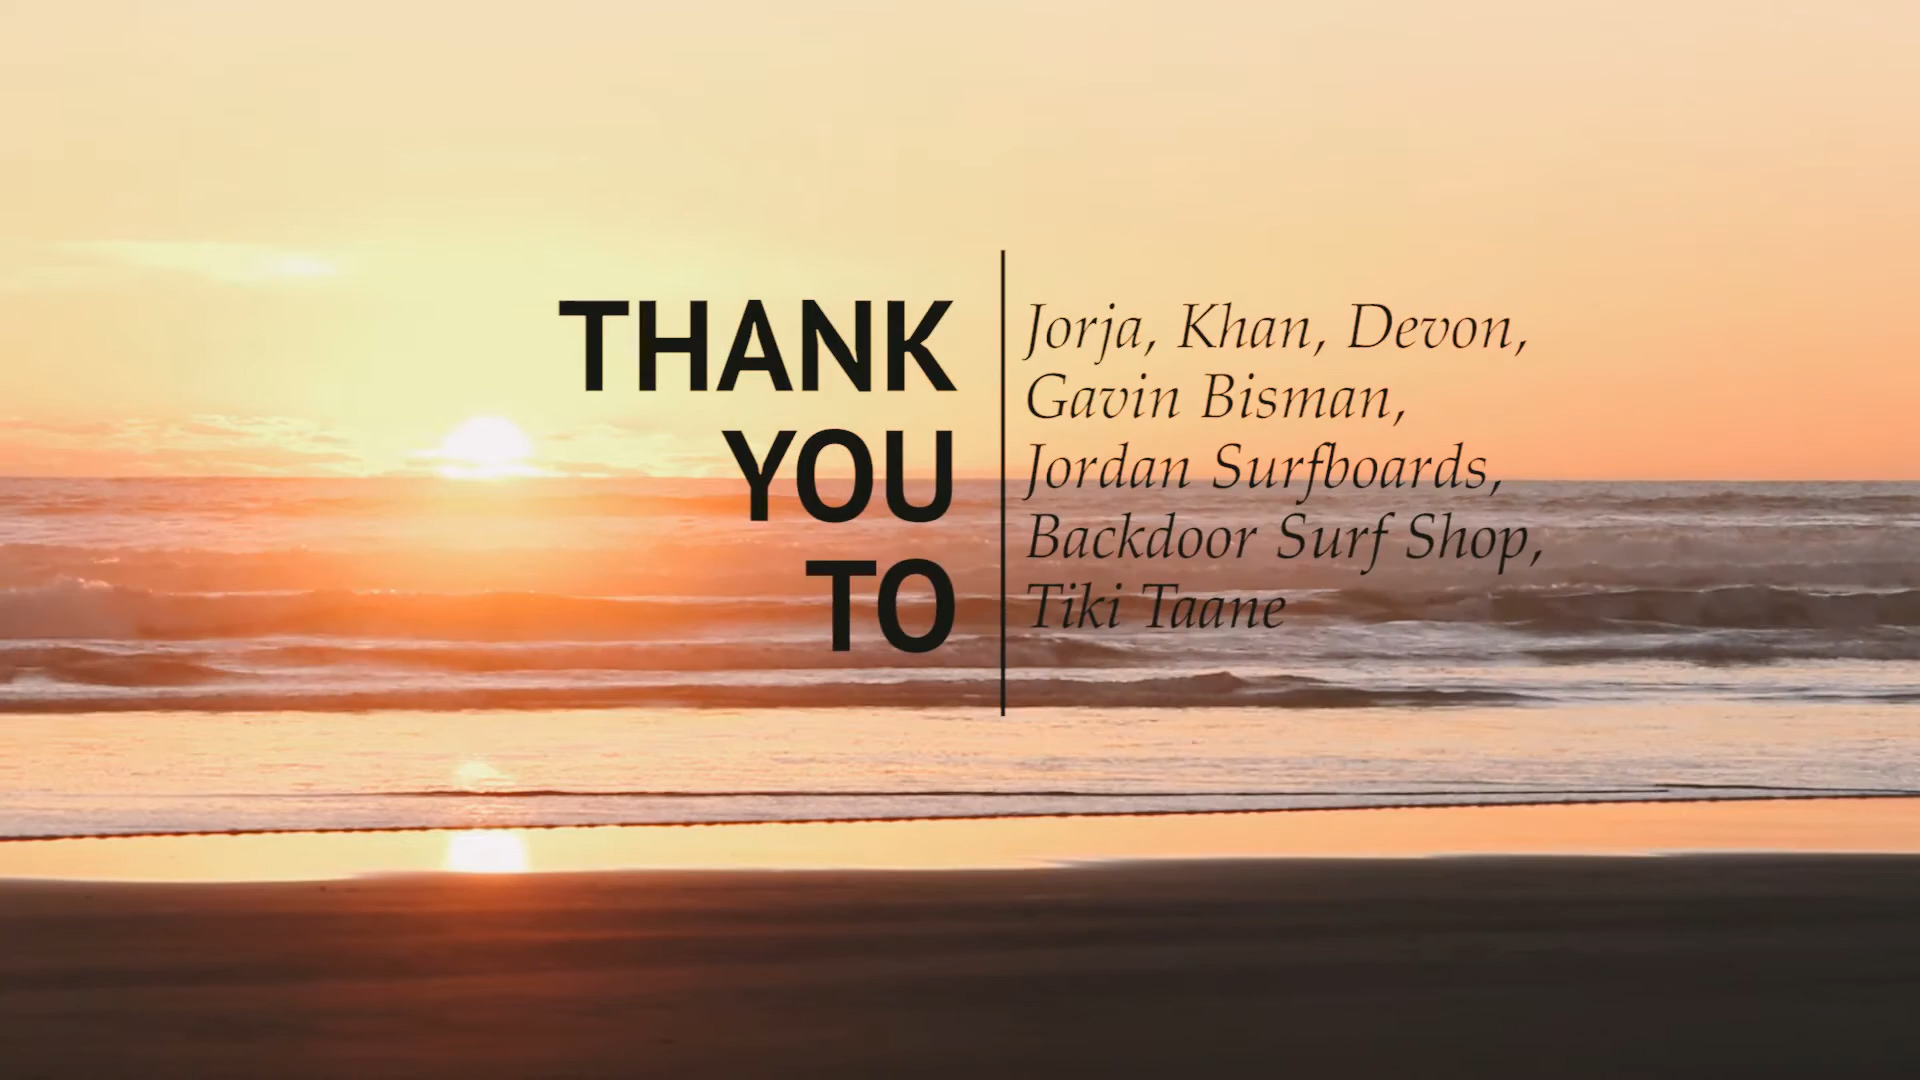 THANK
YOU
TO
Jorja, Khan, Devon,
Gavin Bisman,
Jordan Surfboards,
Backdoor Surf Shop,
Tiki Taane